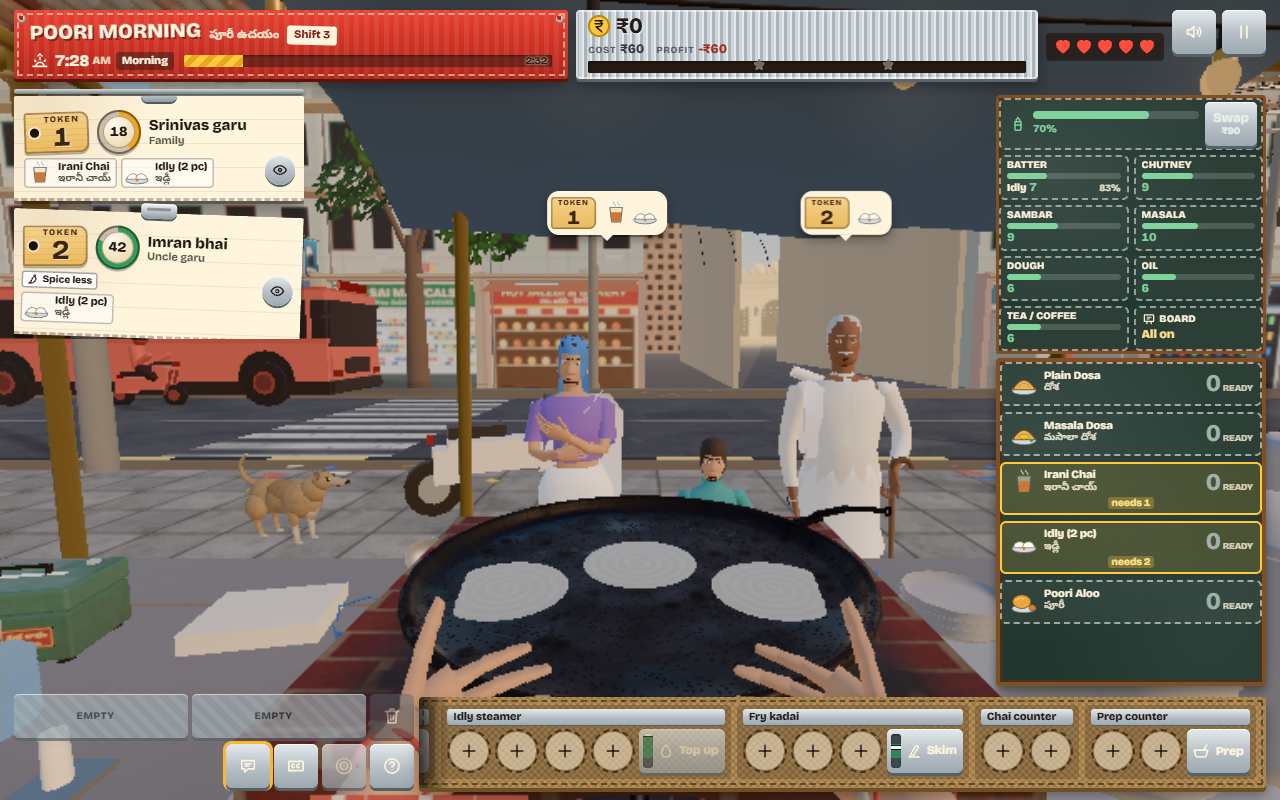 POORI MORNING పూరీ ఉదయం Shift 3
7:28 AM Morning 2:32
₹0
COST ₹60 PROFIT -₹60
TOKEN 1 18 Srinivas garu
Family
Irani Chai
ఇరానీ చాయ్
Idly (2 pc)
ఇడ్లీ
TOKEN 2 42 Imran bhai
Uncle garu
Spice less
Idly (2 pc)
ఇడ్లీ
TOKEN 1
TOKEN 2
70%
Swap
₹90
BATTER
Idly 7 83%
CHUTNEY
9
SAMBAR
9
MASALA
10
DOUGH
6
OIL
6
TEA / COFFEE
6
BOARD
All on
Plain Dosa
దోశ
0 READY
Masala Dosa
మసాలా దోశ
0 READY
Irani Chai
ఇరానీ చాయ్
0 READY
needs 1
Idly (2 pc)
ఇడ్లీ
0 READY
needs 2
Poori Aloo
పూరీ
0 READY
EMPTY
EMPTY
CC
Idly steamer
Top up
Fry kadai
Skim
Chai counter
Prep counter
Prep